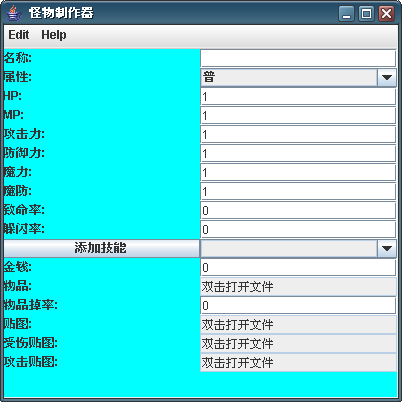 怪物制作器
Edit Help
名称:
属性: 普
HP: 1
MP: 1
攻击力: 1
防御力: 1
魔力: 1
魔防: 1
致命率: 0
躲闪率: 0
添加技能
金钱: 0
物品: 双击打开文件
物品掉率: 0
贴图: 双击打开文件
受伤贴图: 双击打开文件
攻击贴图: 双击打开文件